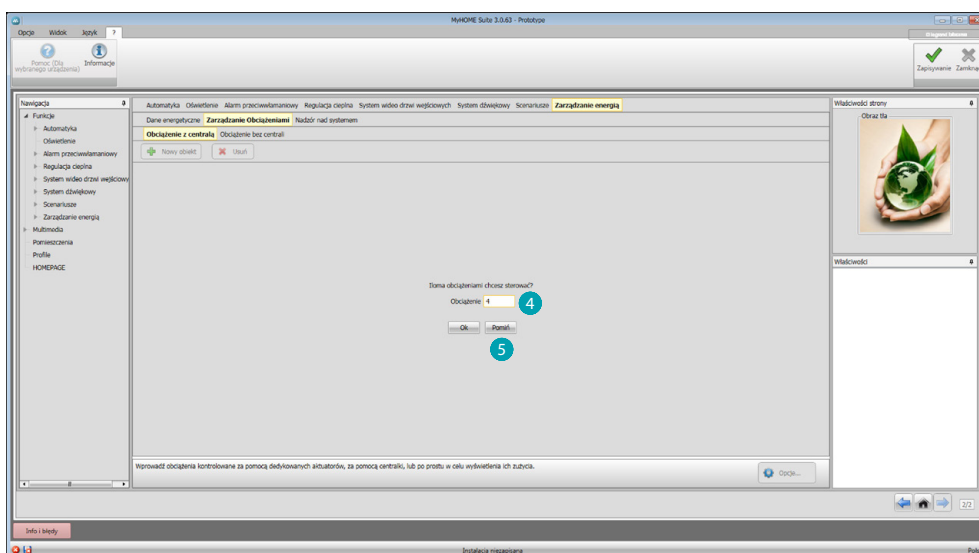 MyHOME Suite 3.0.63 - Prototype
Opcje Widok Język ?
Pomoc (Dla wybranego urządzenia)
Informacje
Zapisywanie Zamkną
Nawigacja
Funkcje
Automatyka
Oświetlenie
Alarm przeciwwłamaniowy
Regulacja cieplna
System wideo drzwi wejściowy
System dźwiękowy
Scenariusze
Zarządzanie energią
Multimedia
Pomieszczenia
Profile
HOMEPAGE
Automatyka Oświetlenie Alarm przeciwwłamaniowy Regulacja cieplna System wideo drzwi wejściowych System dźwiękowy Scenariusze Zarządzanie energią
Dane energetyczne Zarządzanie Obciążeniami Nadzór nad systemem
Obciążenie z centralą Obciążenie bez centrali
Nowy obiekt Usuń
Iloma obciążeniami chcesz sterować?
Obciążenie 4
4
Ok Pomiń
5
Wprowadź obciążenia kontrolowane za pomocą dedykowanych aktuatorów, za pomocą centralki, lub po prostu w celu wyświetlenia ich zużycia.
Opcje...
Właściwości strony
Obraz tła
Właściwości
2/2
Info i błędy
Instalacja niezapisana